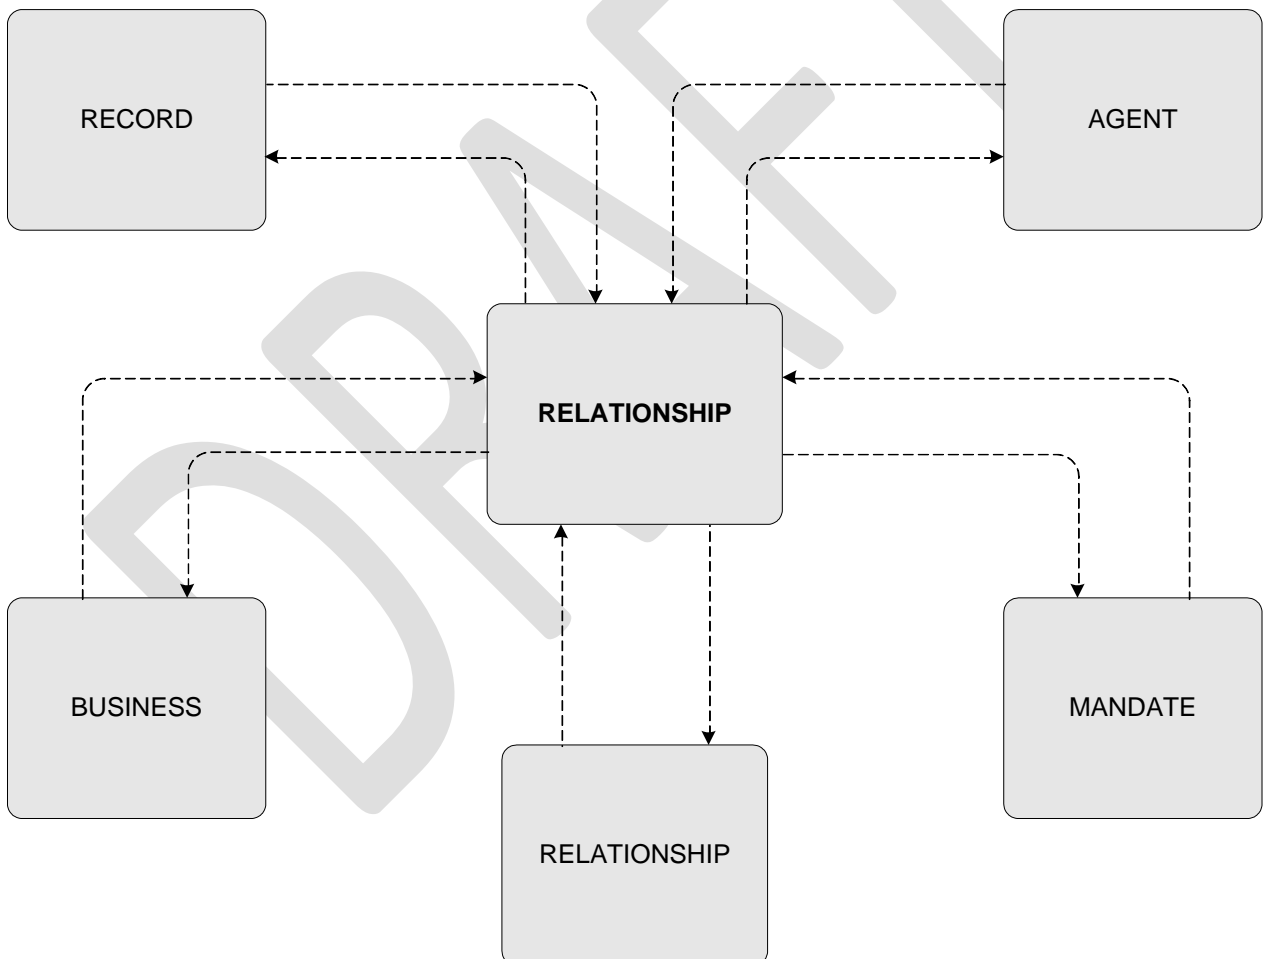 RECORD
AGENT
RELATIONSHIP
BUSINESS
MANDATE
RELATIONSHIP
DRAFT